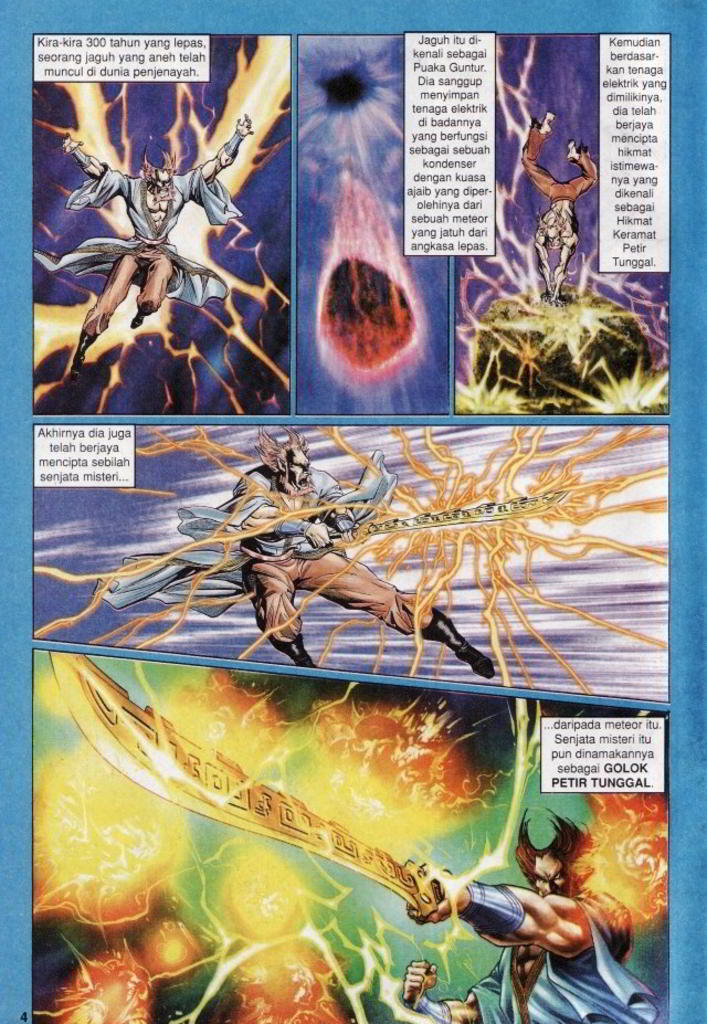 Kira-kira 300 tahun yang lepas,
seorang jaguh yang aneh telah
muncul di dunia penjenayah.
Jaguh itu di-
kenali sebagai
Puaka Guntur.
Dia sanggup
menyimpan
tenaga elektrik
di badannya
yang berfungsi
sebagai sebuah
kondenser
dengan kuasa
ajaib yang diper-
olehinya dari
sebuah meteor
yang jatuh dari
angkasa lepas.
Kemudian
berdasar-
kan tenaga
elektrik yang
dimilikinya,
dia telah
berjaya
mencipta
hikmat
istimewa-
nya yang
dikenali
sebagai
Hikmat
Keramat
Petir
Tunggal.
Akhirnya dia juga
telah berjaya
mencipta sebilah
senjata misteri...
...daripada meteor itu.
Senjata misteri itu
pun dinamakannya
sebagai GOLOK
PETIR TUNGGAL.
4